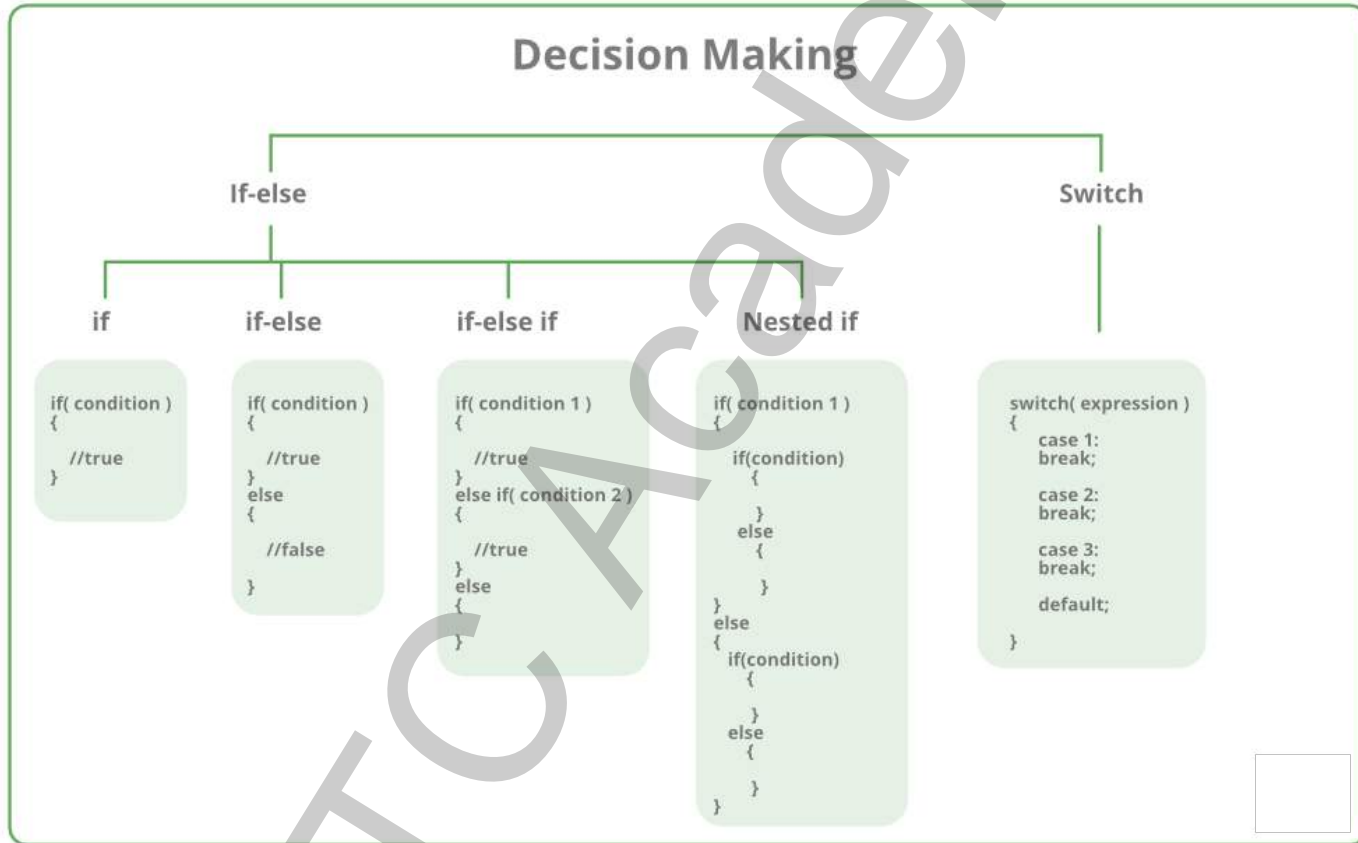 Decision Making
If-else
Switch
if
if-else
if-else if
Nested if
if( condition )
{
//true
}
if( condition )
{
//true
}
else
{
//false
}
if( condition 1 )
{
//true
}
else if( condition 2 )
{
//true
}
else
{
}
if( condition 1 )
{
if(condition)
{
}
else
{
}
}
else
{
if(condition)
{
}
else
{
}
}
switch( expression )
{
case 1:
break;
case 2:
break;
case 3:
break;
default;
}
TC